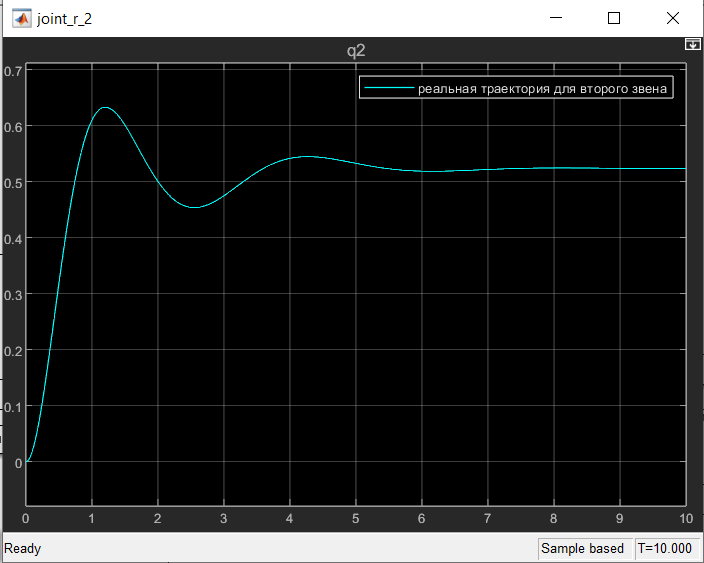 joint_r_2
q2
реальная траектория для второго звена
0.7
0.6
0.5
0.4
0.3
0.2
0.1
0
0 1 2 3 4 5 6 7 8 9 10
Ready
Sample based
T=10.000